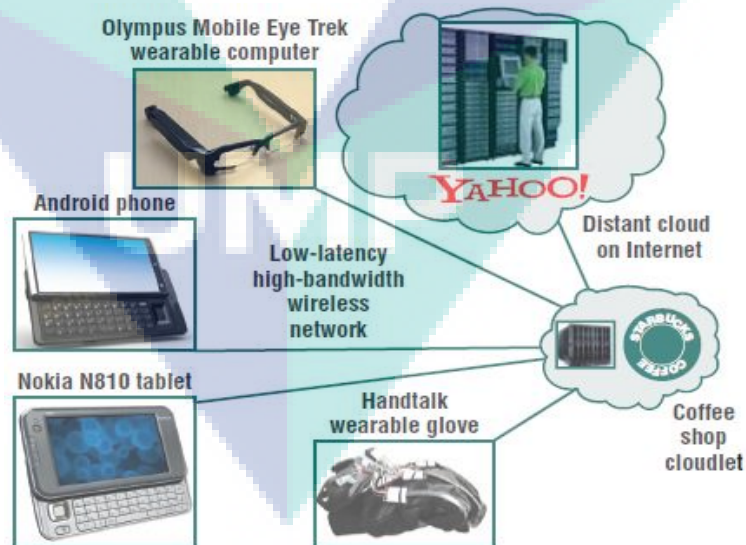 Olympus Mobile Eye Trek
wearable computer
YAHOO!
Android phone
Distant cloud
on Internet
Low-latency
high-bandwidth
wireless
network
STARBUCKS
COFFEE
Nokia N810 tablet
Handtalk
wearable glove
Coffee
shop
cloudlet
UMP